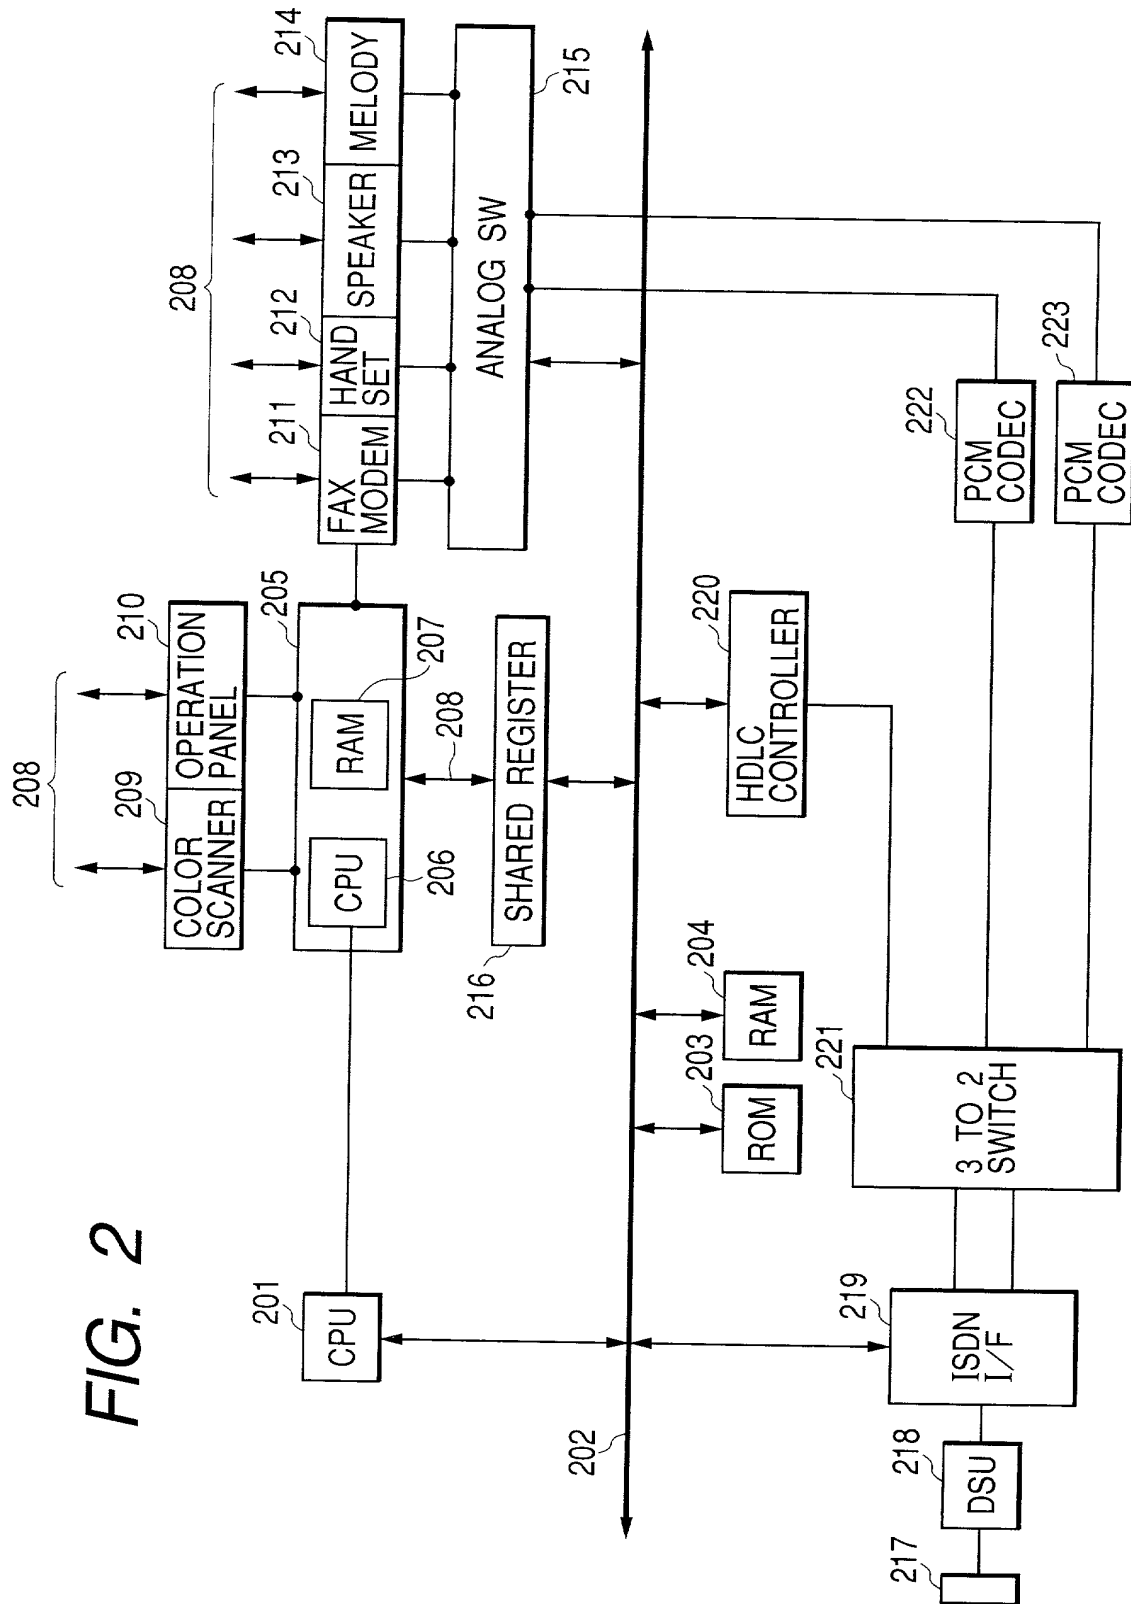 FIG. 2
208
209
210
COLOR
SCANNER
OPERATION
PANEL
205
CPU
206
RAM
207
208
SHARED REGISTER
216
208
211
212
213
214
FAX
MODEM
HAND
SET
SPEAKER
MELODY
ANALOG SW
215
201
CPU
202
203
ROM
204
RAM
220
HDLC
CONTROLLER
217
218
DSU
219
ISDN
I/F
221
3 TO 2
SWITCH
222
PCM
CODEC
223
PCM
CODEC